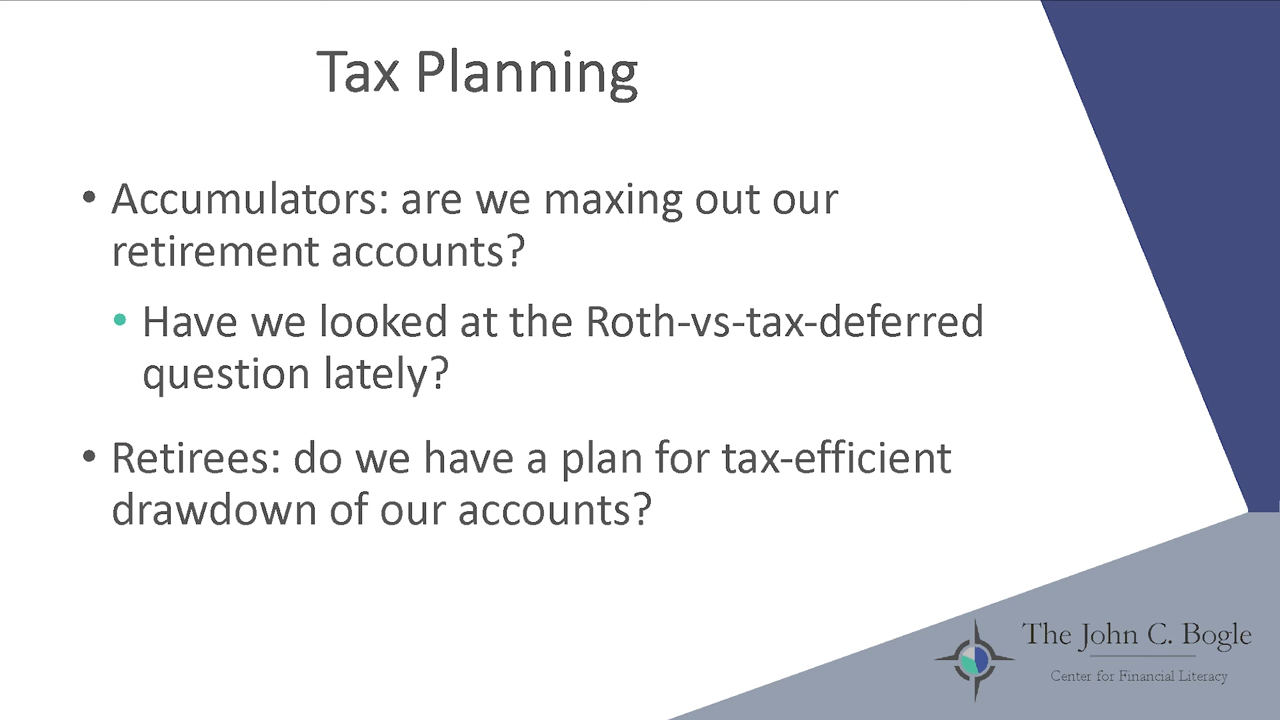 Tax Planning
• Accumulators: are we maxing out our
retirement accounts?
• Have we looked at the Roth-vs-tax-deferred
question lately?
• Retirees: do we have a plan for tax-efficient
drawdown of our accounts?
The John C. Bogle
Center for Financial Literacy